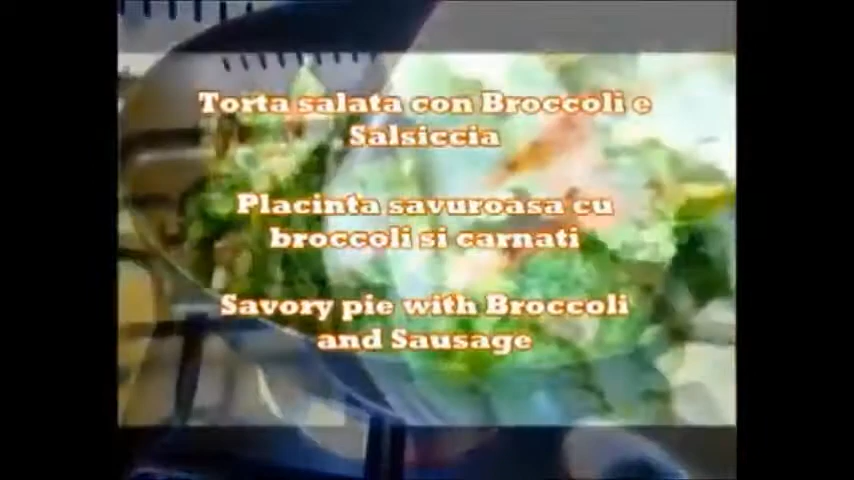 Torta salata con Broccoli e
Salsiccia
Placinta savuroasa cu
broccoli si carnati
Savory pie with Broccoli
and Sausage